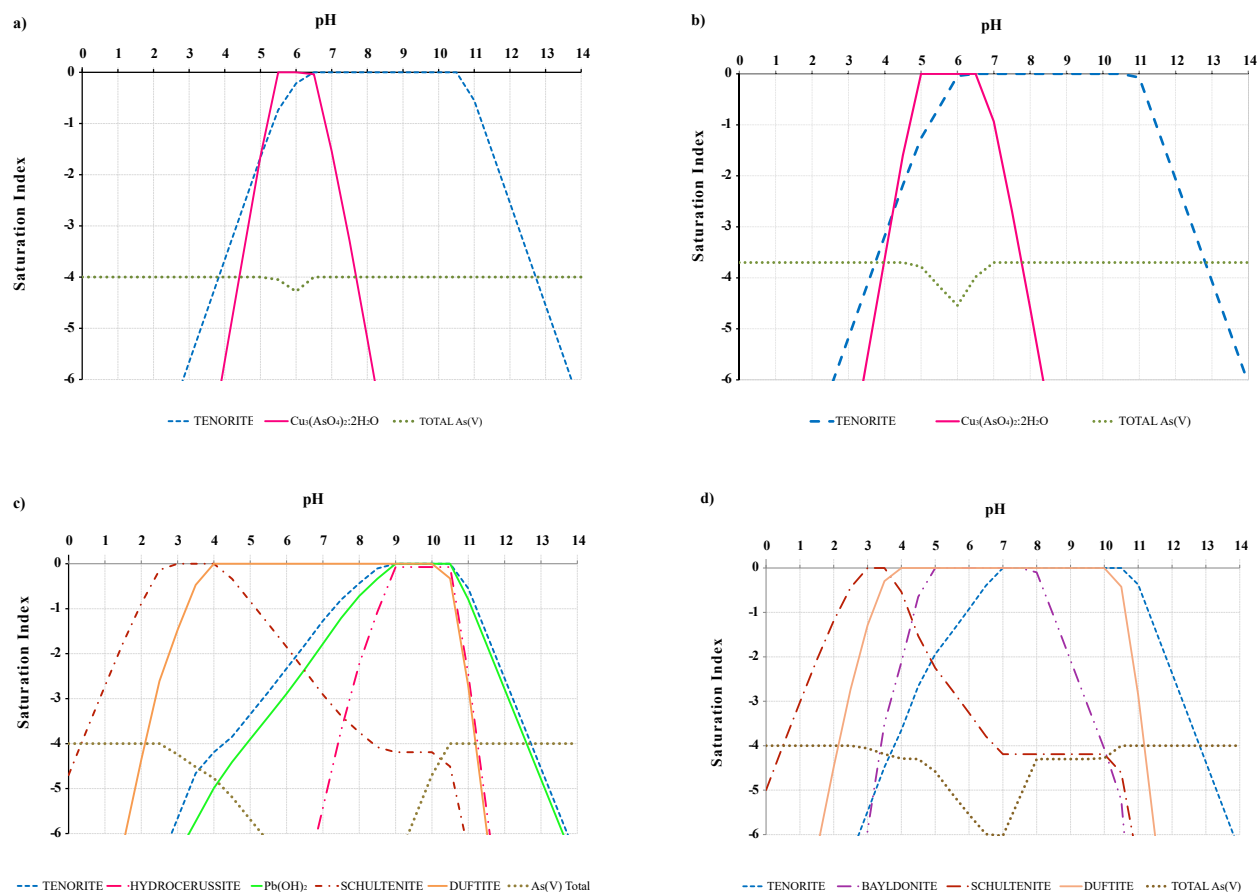 a)
pH
0 1 2 3 4 5 6 7 8 9 10 11 12 13 14
0
-1
-2
-3
-4
-5
-6
Saturation Index
TENORITE Cu₃(AsO₄)₂:2H₂O TOTAL As(V)
b)
pH
0 1 2 3 4 5 6 7 8 9 10 11 12 13 14
0
-1
-2
-3
-4
-5
-6
Saturation Index
TENORITE Cu₃(AsO₄)₂:2H₂O TOTAL As(V)
c)
pH
0 1 2 3 4 5 6 7 8 9 10 11 12 13 14
0
-1
-2
-3
-4
-5
-6
Saturation Index
TENORITE HYDROCERUSSITE Pb(OH)₂ SCHULTENITE DUFTITE As(V) Total
d)
pH
0 1 2 3 4 5 6 7 8 9 10 11 12 13 14
0
-1
-2
-3
-4
-5
-6
Saturation Index
TENORITE BAYLDONITE SCHULTENITE DUFTITE TOTAL As(V)